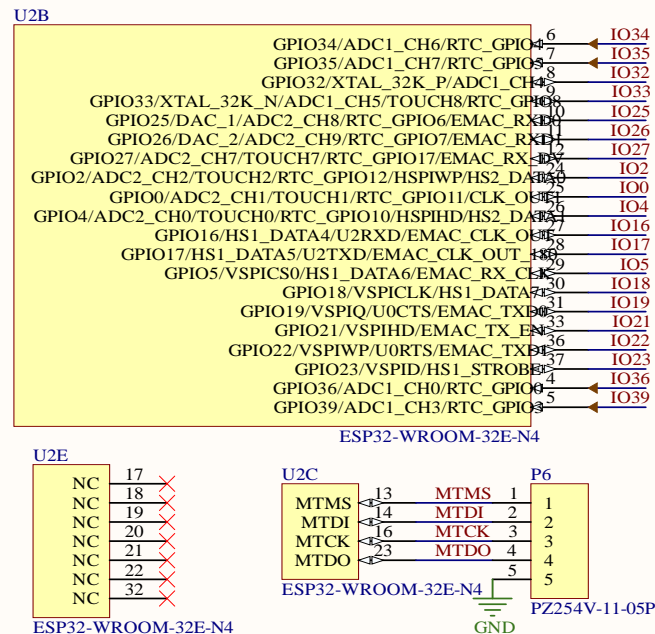 U2B
GPIO34/ADC1_CH6/RTC_GPIO4 6 IO34
GPIO35/ADC1_CH7/RTC_GPIO5 7 IO35
GPIO32/XTAL_32K_P/ADC1_CH4 8 IO32
GPIO33/XTAL_32K_N/ADC1_CH5/TOUCH8/RTC_GPIO8 9 IO33
GPIO25/DAC_1/ADC2_CH8/RTC_GPIO6/EMAC_RXD0 10 IO25
GPIO26/DAC_2/ADC2_CH9/RTC_GPIO7/EMAC_RXD1 11 IO26
GPIO27/ADC2_CH7/TOUCH7/RTC_GPIO17/EMAC_RX_DV 12 IO27
GPIO2/ADC2_CH2/TOUCH2/RTC_GPIO12/HSPIWP/HS2_DATA0 24 IO2
GPIO0/ADC2_CH1/TOUCH1/RTC_GPIO11/CLK_OUT1 25 IO0
GPIO4/ADC2_CH0/TOUCH0/RTC_GPIO10/HSPIHD/HS2_DATA1 26 IO4
GPIO16/HS1_DATA4/U2RXD/EMAC_CLK_OUT 27 IO16
GPIO17/HS1_DATA5/U2TXD/EMAC_CLK_OUT_180 28 IO17
GPIO5/VSPICS0/HS1_DATA6/EMAC_RX_CLK 29 IO5
GPIO18/VSPICLK/HS1_DATA7 30 IO18
GPIO19/VSPIQ/U0CTS/EMAC_TXD0 31 IO19
GPIO21/VSPIHD/EMAC_TX_EN 33 IO21
GPIO22/VSPIWP/U0RTS/EMAC_TXD1 36 IO22
GPIO23/VSPID/HS1_STROBE 37 IO23
GPIO36/ADC1_CH0/RTC_GPIO0 4 IO36
GPIO39/ADC1_CH3/RTC_GPIO3 5 IO39
ESP32-WROOM-32E-N4
U2E
NC 17
NC 18
NC 19
NC 20
NC 21
NC 22
NC 32
ESP32-WROOM-32E-N4
U2C P6
MTMS 13 MTMS 1 1
MTDI 14 MTDI 2 2
MTCK 16 MTCK 3 3
MTDO 23 MTDO 4 4
5 5
ESP32-WROOM-32E-N4
GND
PZ254V-11-05P